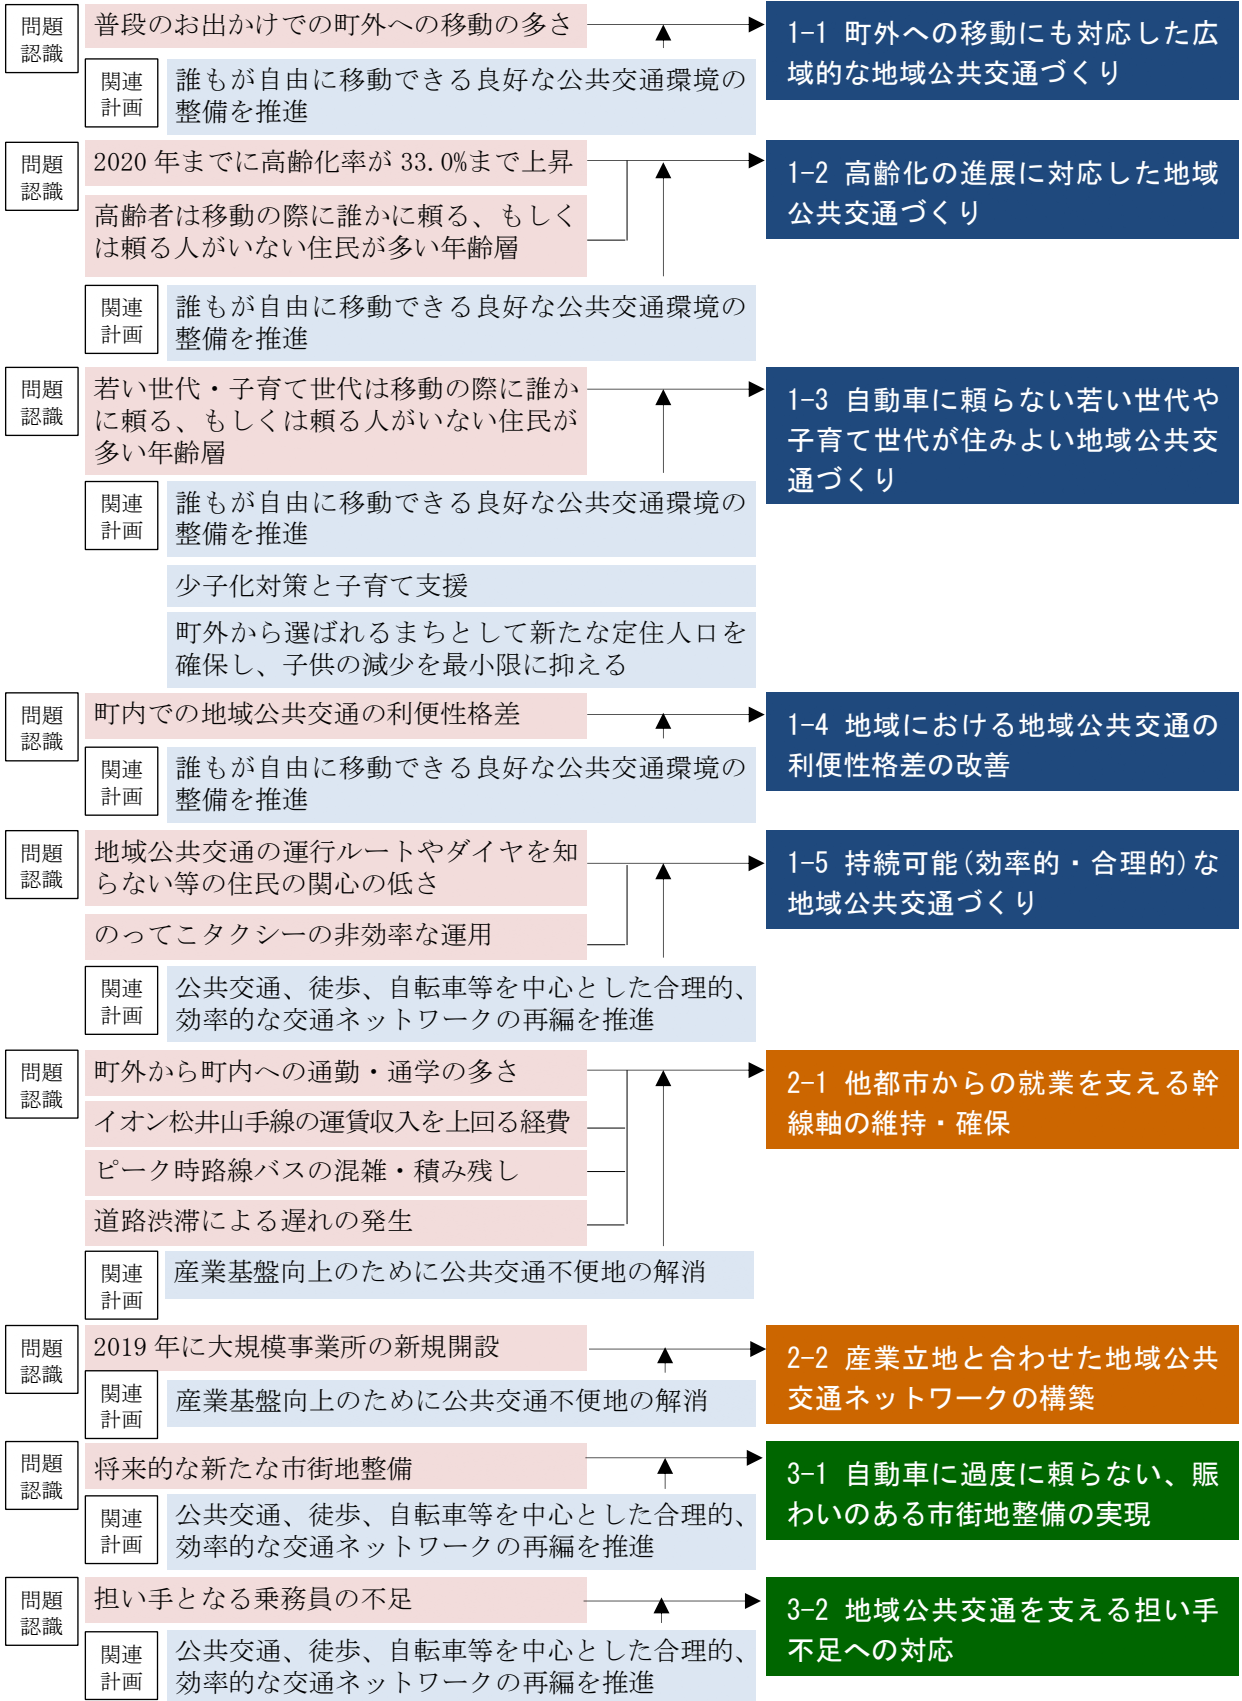 問題
認識
普段のお出かけでの町外への移動の多さ
1-1 町外への移動にも対応した広
域的な地域公共交通づくり
関連
計画
誰もが自由に移動できる良好な公共交通環境の
整備を推進
問題
認識
2020 年までに高齢化率が 33.0%まで上昇
高齢者は移動の際に誰かに頼る、もしく
は頼る人がいない住民が多い年齢層
1-2 高齢化の進展に対応した地域
公共交通づくり
関連
計画
誰もが自由に移動できる良好な公共交通環境の
整備を推進
問題
認識
若い世代・子育て世代は移動の際に誰か
に頼る、もしくは頼る人がいない住民が
多い年齢層
1-3 自動車に頼らない若い世代や
子育て世代が住みよい地域公共交
通づくり
関連
計画
誰もが自由に移動できる良好な公共交通環境の
整備を推進
少子化対策と子育て支援
町外から選ばれるまちとして新たな定住人口を
確保し、子供の減少を最小限に抑える
問題
認識
町内での地域公共交通の利便性格差
1-4 地域における地域公共交通の
利便性格差の改善
関連
計画
誰もが自由に移動できる良好な公共交通環境の
整備を推進
問題
認識
地域公共交通の運行ルートやダイヤを知
らない等の住民の関心の低さ
のってこタクシーの非効率な運用
1-5 持続可能(効率的・合理的)な
地域公共交通づくり
関連
計画
公共交通、徒歩、自転車等を中心とした合理的、
効率的な交通ネットワークの再編を推進
問題
認識
町外から町内への通勤・通学の多さ
イオン松井山手線の運賃収入を上回る経費
ピーク時路線バスの混雑・積み残し
道路渋滞による遅れの発生
2-1 他都市からの就業を支える幹
線軸の維持・確保
関連
計画
産業基盤向上のために公共交通不便地の解消
問題
認識
2019 年に大規模事業所の新規開設
2-2 産業立地と合わせた地域公共
交通ネットワークの構築
関連
計画
産業基盤向上のために公共交通不便地の解消
問題
認識
将来的な新たな市街地整備
3-1 自動車に過度に頼らない、賑
わいのある市街地整備の実現
関連
計画
公共交通、徒歩、自転車等を中心とした合理的、
効率的な交通ネットワークの再編を推進
問題
認識
担い手となる乗務員の不足
3-2 地域公共交通を支える担い手
不足への対応
関連
計画
公共交通、徒歩、自転車等を中心とした合理的、
効率的な交通ネットワークの再編を推進